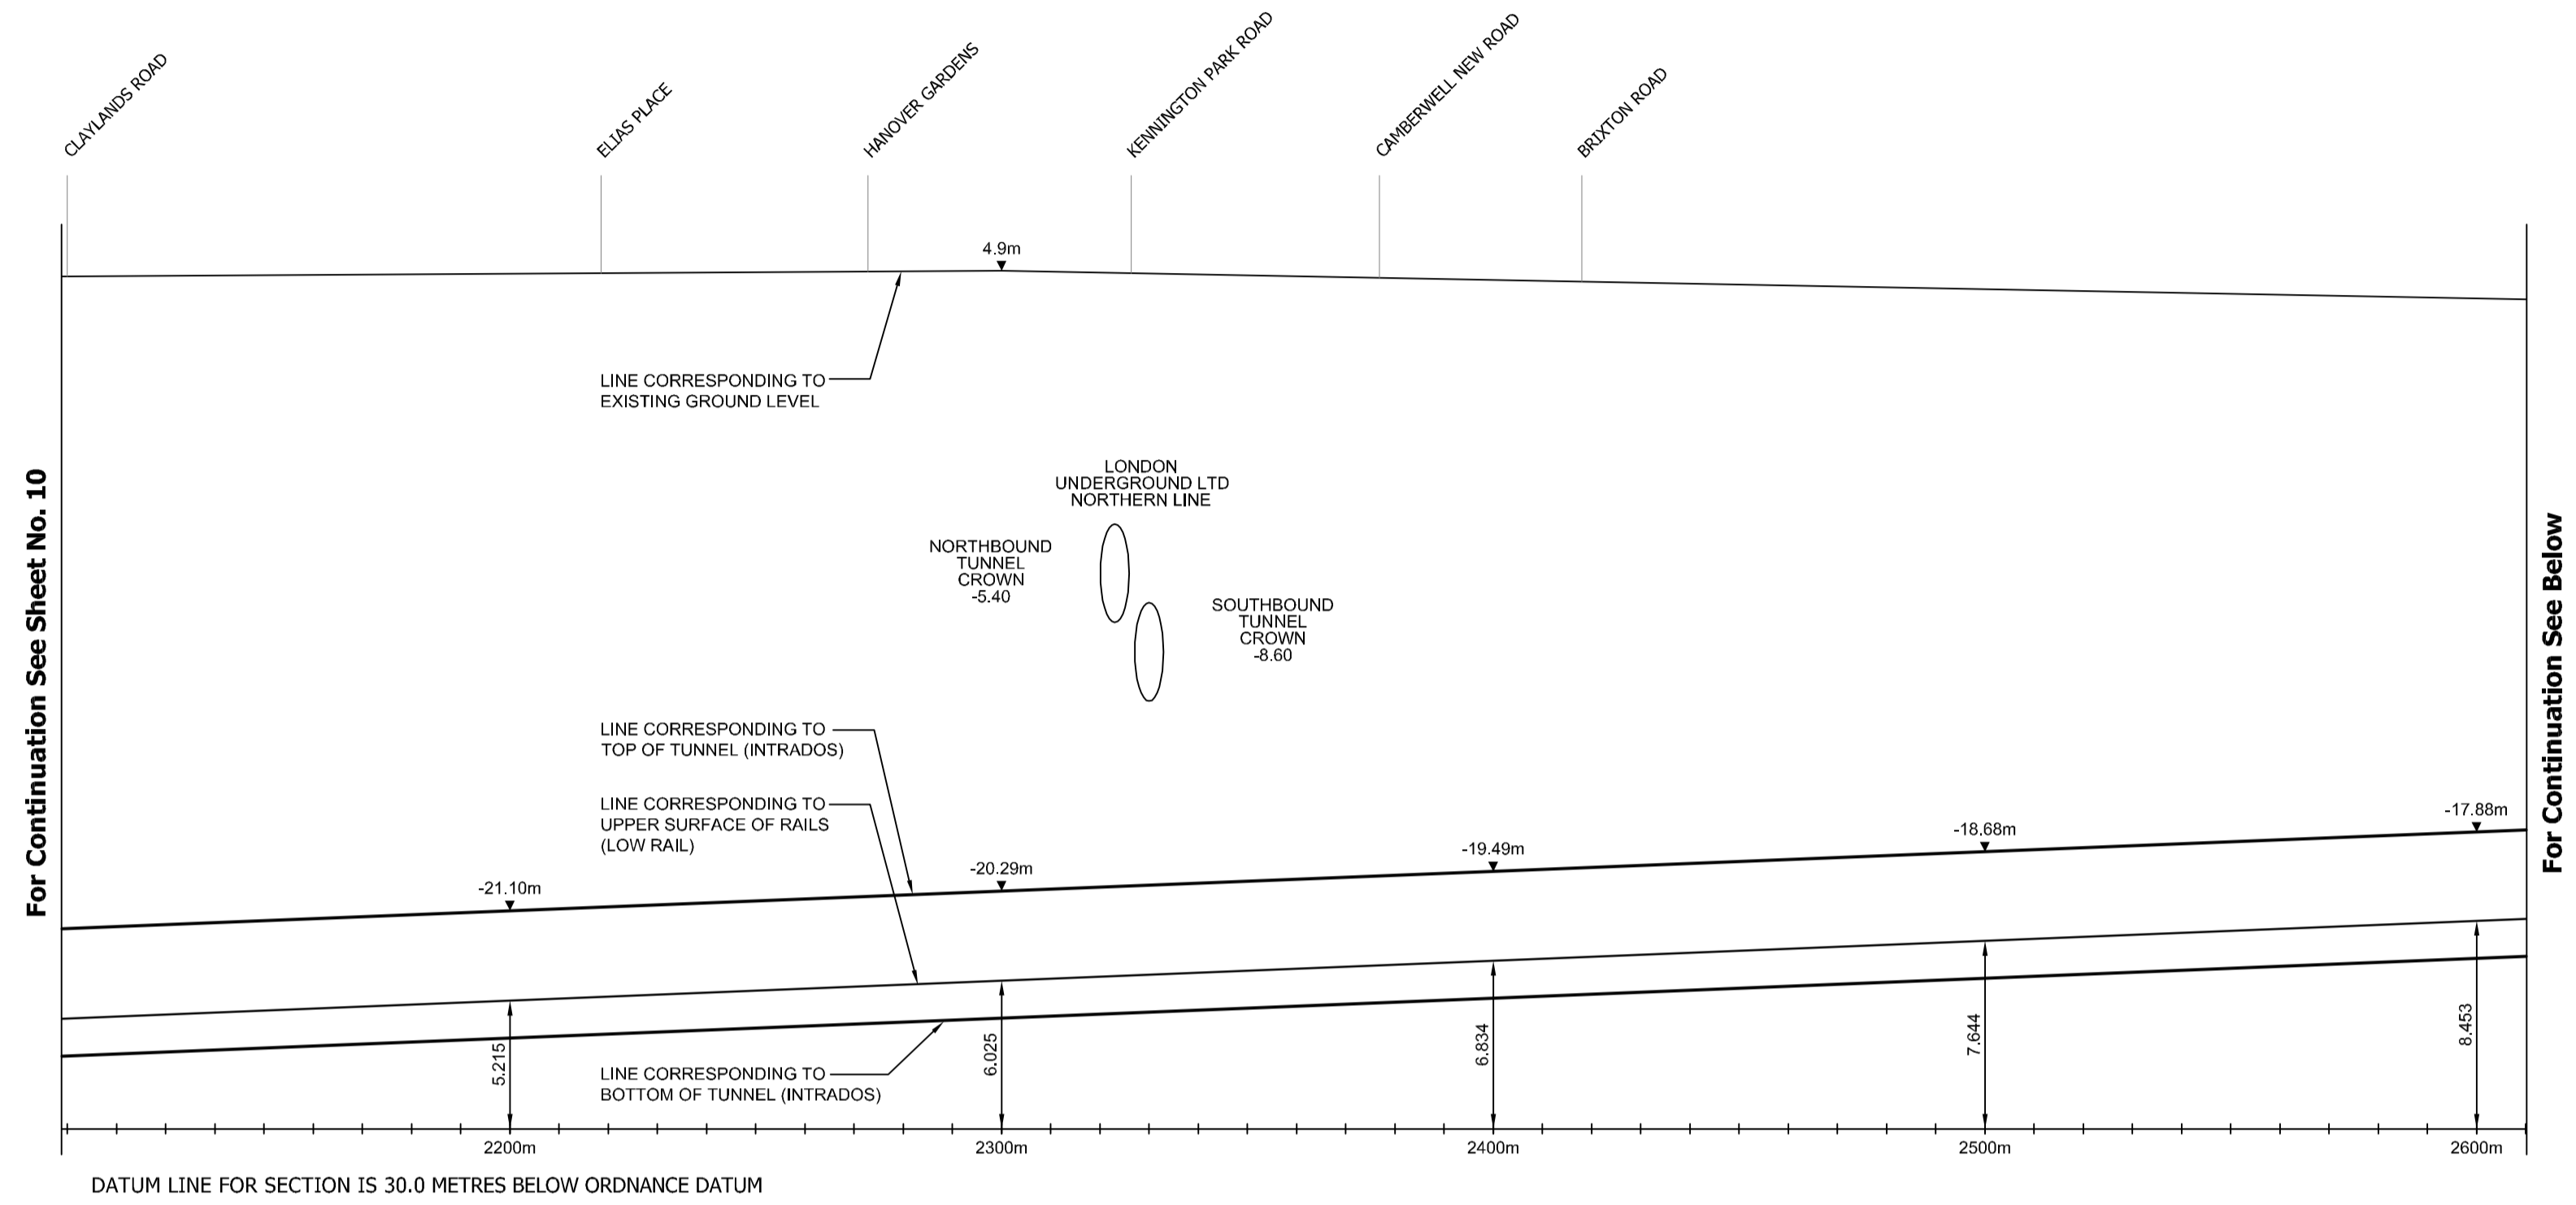 CLAYLANDS ROAD
ELIAS PLACE
HANOVER GARDENS
KENNINGTON PARK ROAD
CAMBERWELL NEW ROAD
BRIXTON ROAD
4.9m
LINE CORRESPONDING TO
EXISTING GROUND LEVEL
LONDON
UNDERGROUND LTD
NORTHERN LINE
NORTHBOUND
TUNNEL
CROWN
-5.40
SOUTHBOUND
TUNNEL
CROWN
-8.60
For Continuation See Sheet No. 10
For Continuation See Below
LINE CORRESPONDING TO
TOP OF TUNNEL (INTRADOS)
LINE CORRESPONDING TO
UPPER SURFACE OF RAILS
(LOW RAIL)
-21.10m
-20.29m
-19.49m
-18.68m
-17.88m
5.215
6.025
6.834
7.644
8.453
LINE CORRESPONDING TO
BOTTOM OF TUNNEL (INTRADOS)
2200m
2300m
2400m
2500m
2600m
DATUM LINE FOR SECTION IS 30.0 METRES BELOW ORDNANCE DATUM